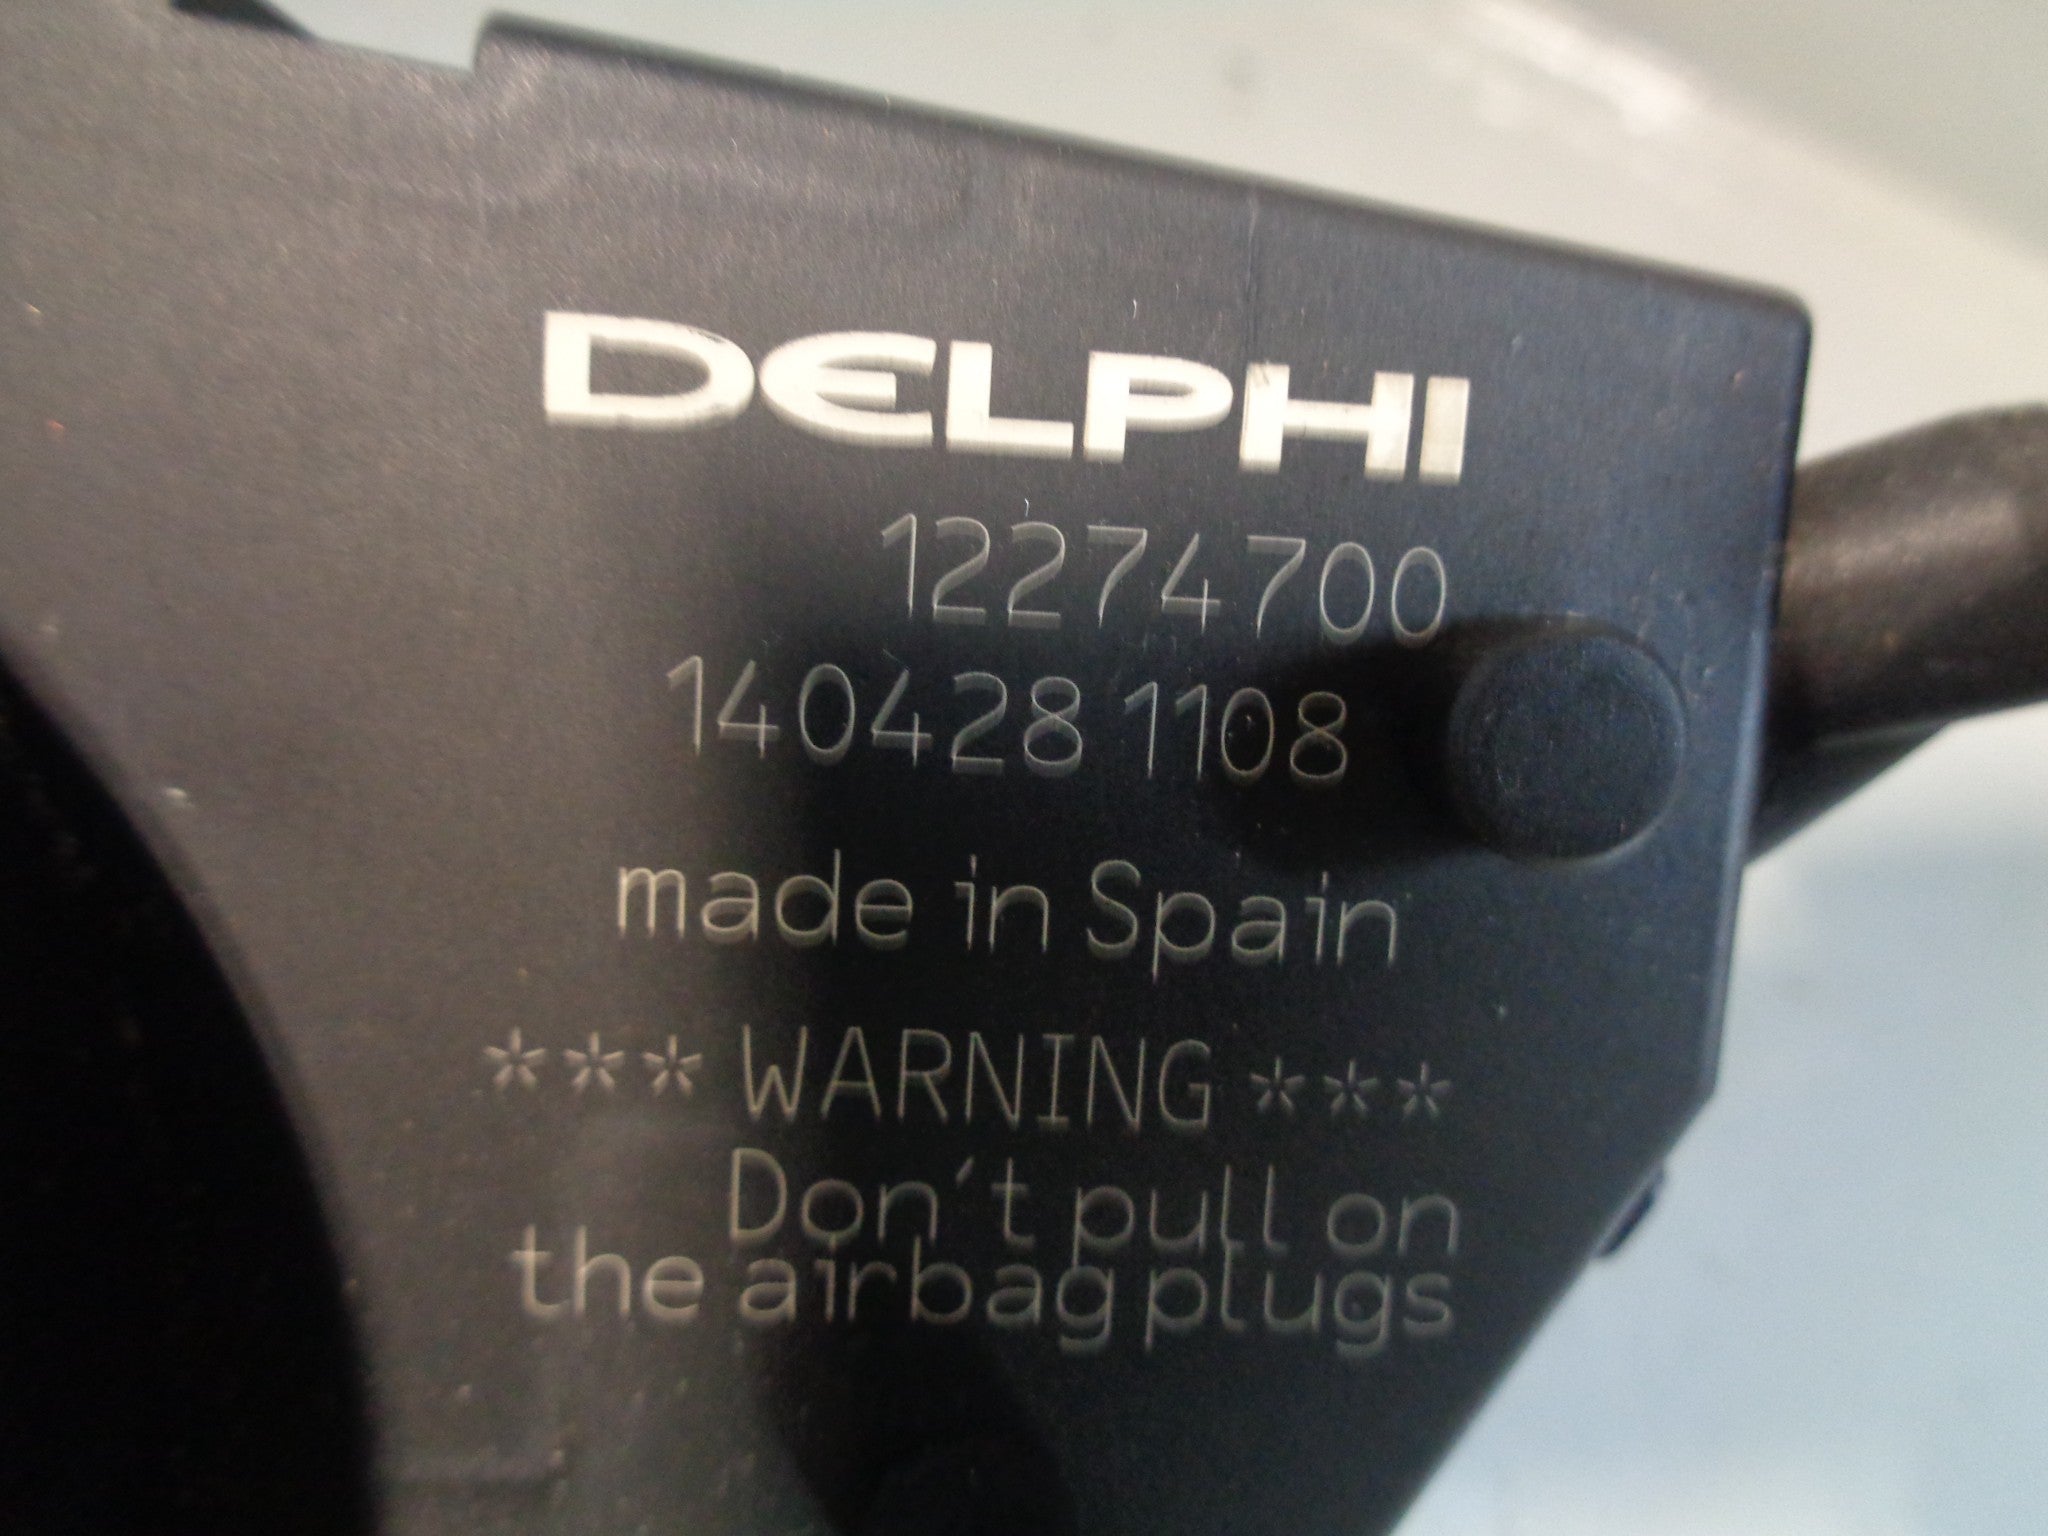 DELPHI
12274700
140428 1108
made in Spain
*** WARNING ***
Don't pull on
the airbag plugs